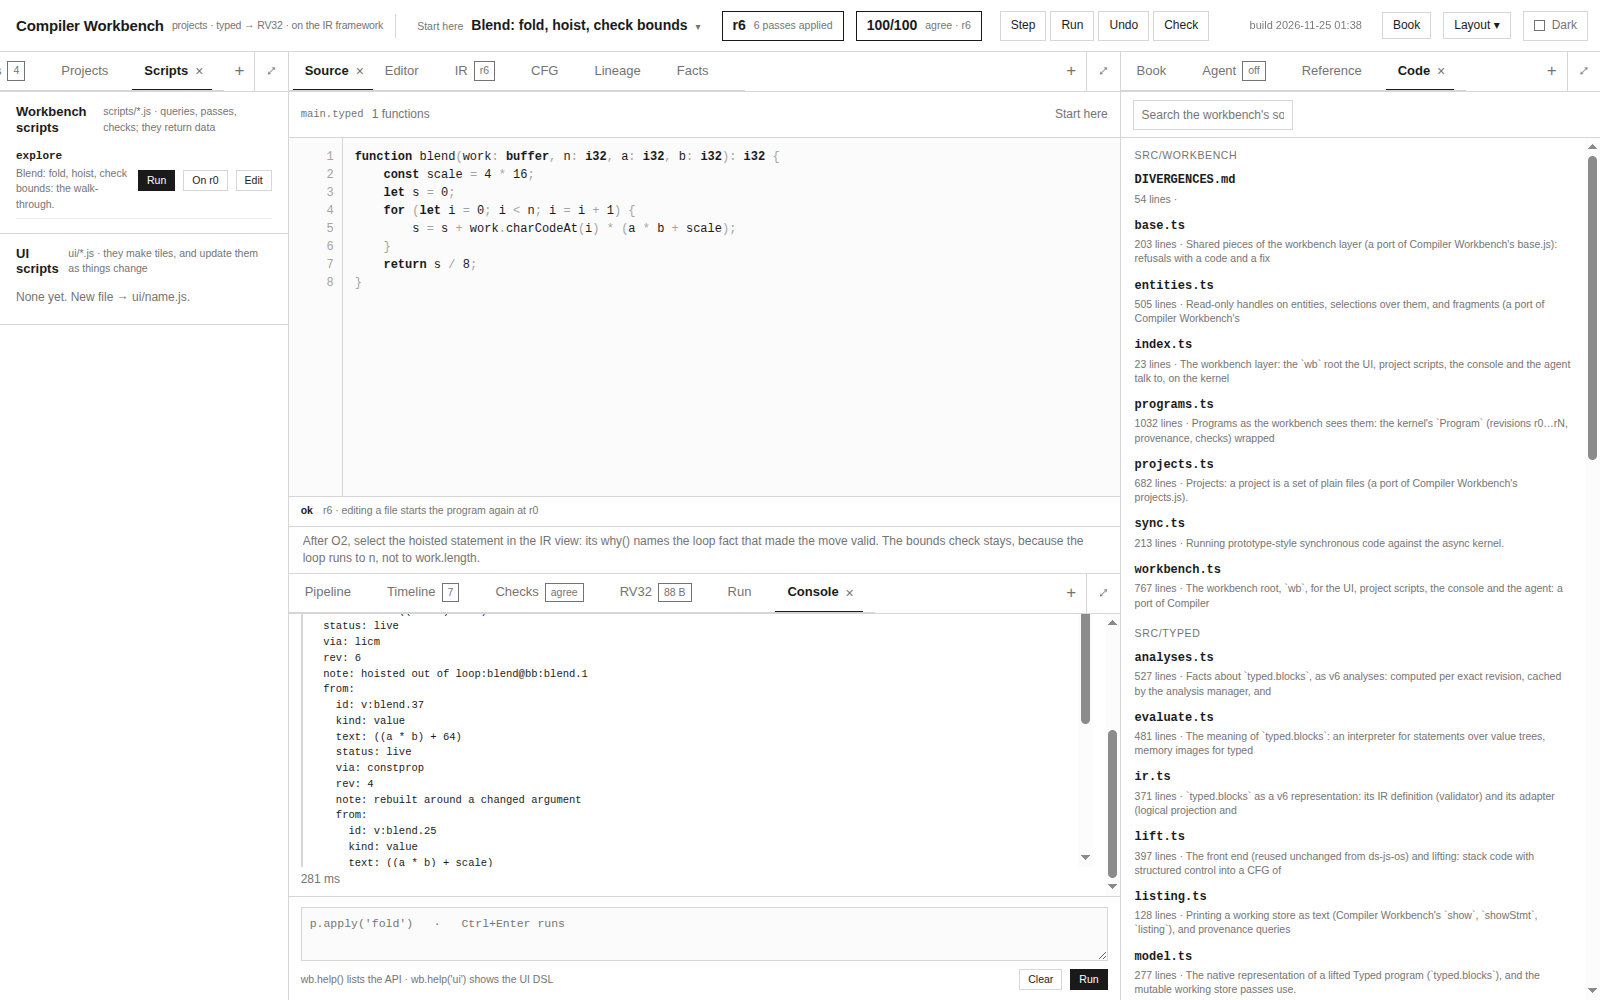 Compiler Workbench projects · typed → RV32 · on the IR framework Start here Blend: fold, hoist, check bounds ▾ r6 6 passes applied 100/100 agree · r6 Step Run Undo Check build 2026-11-25 01:38 Book Layout ▾ Dark
4 Projects Scripts × + ⤢
Source × Editor IR r6 CFG Lineage Facts + ⤢
Book Agent off Reference Code × + ⤢
Workbench scripts
scripts/*.js · queries, passes,
checks; they return data
explore
Blend: fold, hoist, check
bounds: the walk-
through.
Run On r0 Edit
UI scripts
ui/*.js · they make tiles, and update them
as things change
None yet. New file → ui/name.js.
main.typed 1 functions Start here
1 function blend(work: buffer, n: i32, a: i32, b: i32): i32 {
2 const scale = 4 * 16;
3 let s = 0;
4 for (let i = 0; i < n; i = i + 1) {
5 s = s + work.charCodeAt(i) * (a * b + scale);
6 }
7 return s / 8;
8 }
ok r6 · editing a file starts the program again at r0
After O2, select the hoisted statement in the IR view: its why() names the loop fact that made the move valid. The bounds check stays, because the
loop runs to n, not to work.length.
Pipeline Timeline 7 Checks agree RV32 88 B Run Console × + ⤢
status: live
via: licm
rev: 6
note: hoisted out of loop:blend@bb:blend.1
from:
id: v:blend.37
kind: value
text: ((a * b) + 64)
status: live
via: constprop
rev: 4
note: rebuilt around a changed argument
from:
id: v:blend.25
kind: value
text: ((a * b) + scale)
281 ms
p.apply('fold') · Ctrl+Enter runs
wb.help() lists the API · wb.help('ui') shows the UI DSL Clear Run
Search the workbench's so
SRC/WORKBENCH
DIVERGENCES.md
54 lines ·
base.ts
203 lines · Shared pieces of the workbench layer (a port of Compiler Workbench's base.js):
refusals with a code and a fix
entities.ts
505 lines · Read-only handles on entities, selections over them, and fragments (a port of
Compiler Workbench's
index.ts
23 lines · The workbench layer: the `wb` root the UI, project scripts, the console and the agent
talk to, on the kernel
programs.ts
1032 lines · Programs as the workbench sees them: the kernel's `Program` (revisions r0…rN,
provenance, checks) wrapped
projects.ts
682 lines · Projects: a project is a set of plain files (a port of Compiler Workbench's
projects.js).
sync.ts
213 lines · Running prototype-style synchronous code against the async kernel.
workbench.ts
767 lines · The workbench root, `wb`, for the UI, project scripts, the console and the agent: a
port of Compiler
SRC/TYPED
analyses.ts
527 lines · Facts about `typed.blocks`, as v6 analyses: computed per exact revision, cached
by the analysis manager, and
evaluate.ts
481 lines · The meaning of `typed.blocks`: an interpreter for statements over value trees,
memory images for typed
ir.ts
371 lines · `typed.blocks` as a v6 representation: its IR definition (validator) and its adapter
(logical projection and
lift.ts
397 lines · The front end (reused unchanged from ds-js-os) and lifting: stack code with
structured control into a CFG of
listing.ts
128 lines · Printing a working store as text (Compiler Workbench's `show`, `showStmt`,
`listing`), and provenance queries
model.ts
277 lines · The native representation of a lifted Typed program (`typed.blocks`), and the
mutable working store passes use.